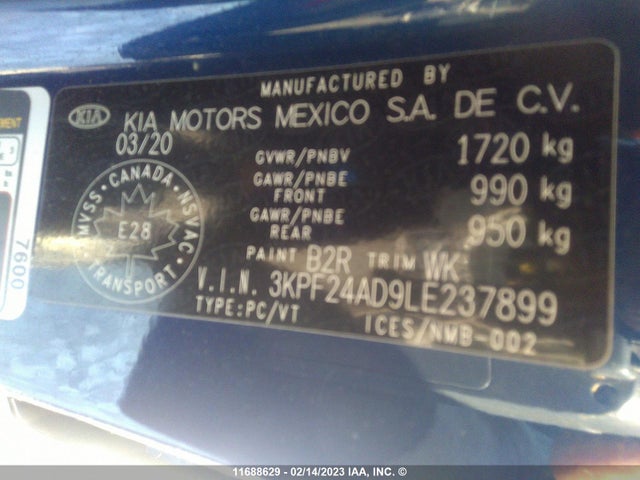 MANUFACTURED BY
KIA KIA MOTORS MEXICO S.A. DE C.V.
03/20
GVWR/PNBV 1720 kg
GAWR/PNBE FRONT 990 kg
GAWR/PNBE REAR 950 kg
CANADA
MVSS NSVAC
E28
TRANSPORT
PAINT B2R TRIM WK
V.I.N. 3KPF24AD9LE237899
TYPE:PC/VT ICES/NMB-002
EMENT
7600
11688629 - 02/14/2023 IAA, INC. ©